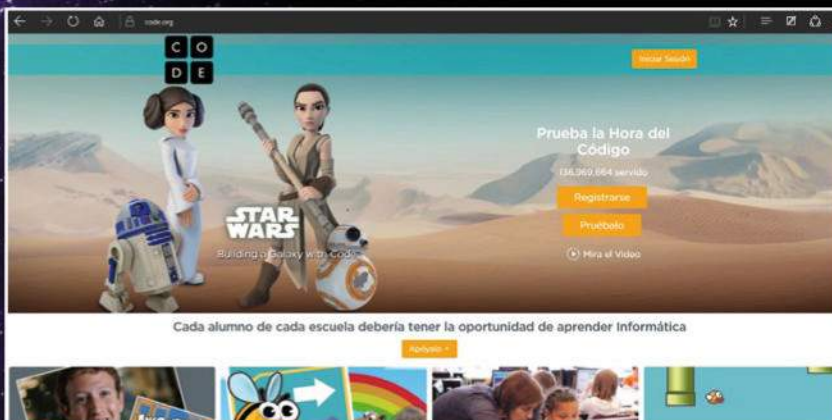 code.org
C O
D E
Iniciar Sesión
Prueba la Hora del
Código
136,969,664 servido
Registrarse
Pruébalo
Mira el Video
STAR
WARS
Building a Galaxy with Code
Cada alumno de cada escuela debería tener la oportunidad de aprender Informática
Apóyalo